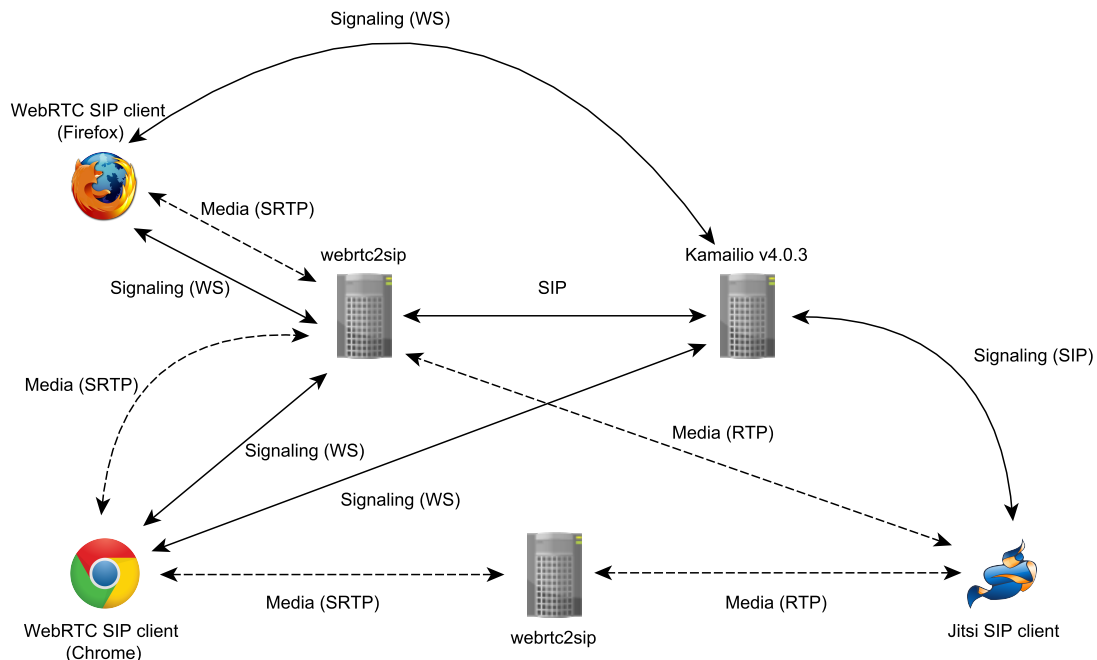 Signaling (WS)
WebRTC SIP client
(Firefox)
Media (SRTP)
webrtc2sip
Kamailio v4.0.3
Signaling (WS)
SIP
Signaling (SIP)
Media (SRTP)
Media (RTP)
Signaling (WS)
Signaling (WS)
Media (SRTP)
Media (RTP)
WebRTC SIP client
(Chrome)
webrtc2sip
Jitsi SIP client